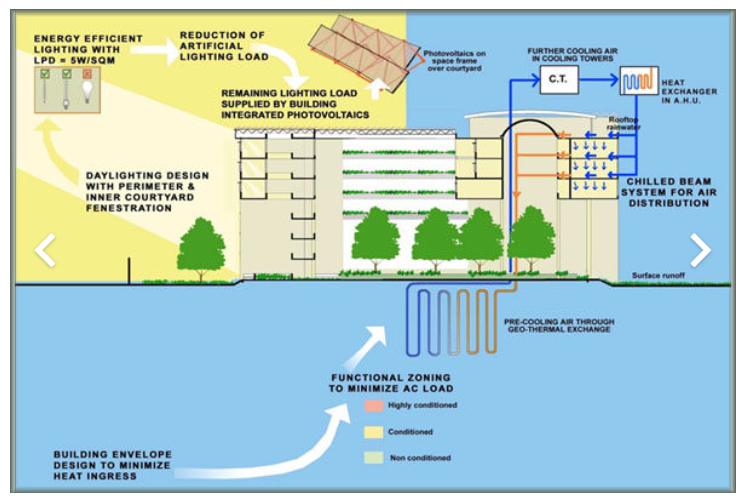 ENERGY EFFICIENT
LIGHTING WITH
LPD = 5W/SQM
REDUCTION OF
ARTIFICIAL
LIGHTING LOAD
Photovoltaics on
space frame
over courtyard
FURTHER COOLING AIR
IN COOLING TOWERS
C.T.
HEAT
EXCHANGER
IN A.H.U.
REMAINING LIGHTING LOAD
SUPPLIED BY BUILDING
INTEGRATED PHOTOVOLTAICS
Rooftop
rainwater
DAYLIGHTING DESIGN
WITH PERIMETER &
INNER COURTYARD
FENESTRATION
CHILLED BEAM
SYSTEM FOR AIR
DISTRIBUTION
Surface runoff
PRE-COOLING AIR THROUGH
GEO-THERMAL EXCHANGE
FUNCTIONAL ZONING
TO MINIMIZE AC LOAD
Highly conditioned
Conditioned
Non conditioned
BUILDING ENVELOPE
DESIGN TO MINIMIZE
HEAT INGRESS